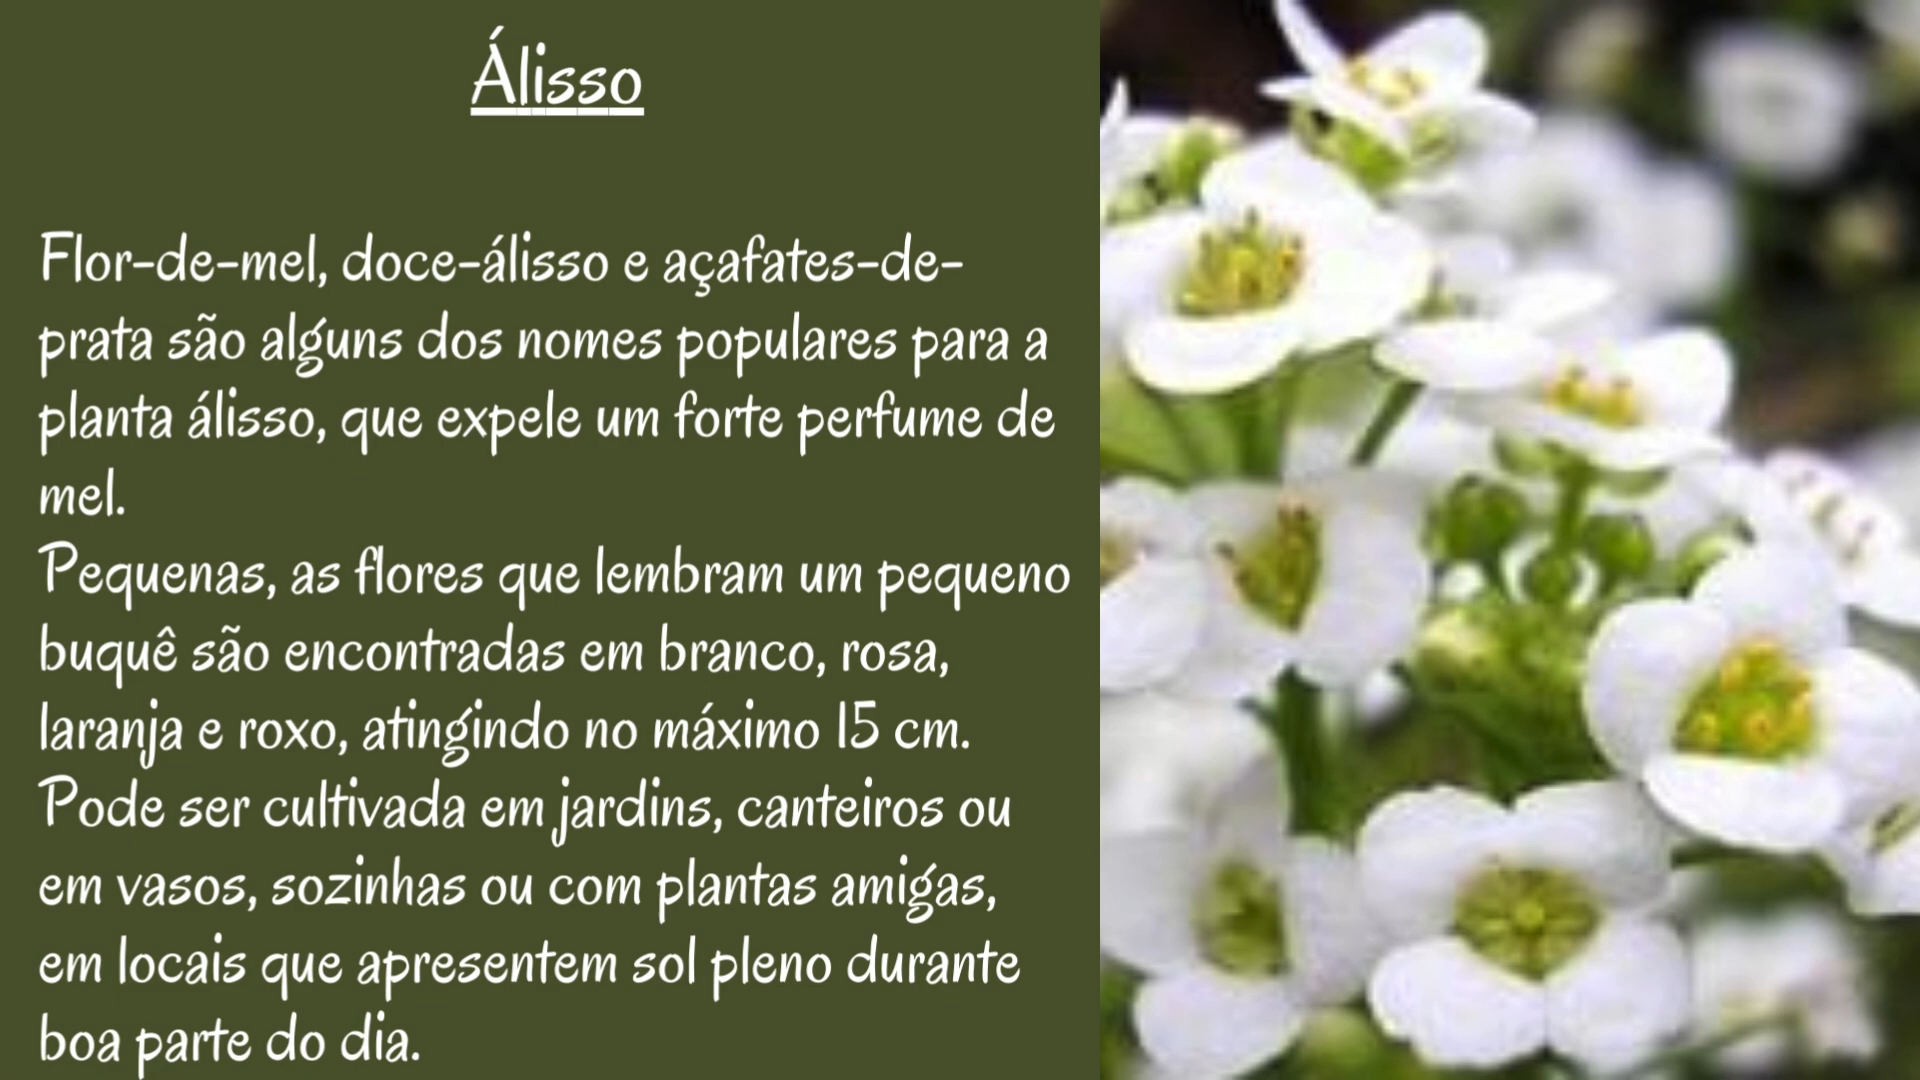 Álisso
Flor-de-mel, doce-álisso e açafates-de-
prata são alguns dos nomes populares para a
planta álisso, que expele um forte perfume de
mel.
Pequenas, as flores que lembram um pequeno
buquê são encontradas em branco, rosa,
laranja e roxo, atingindo no máximo 15 cm.
Pode ser cultivada em jardins, canteiros ou
em vasos, sozinhas ou com plantas amigas,
em locais que apresentem sol pleno durante
boa parte do dia.